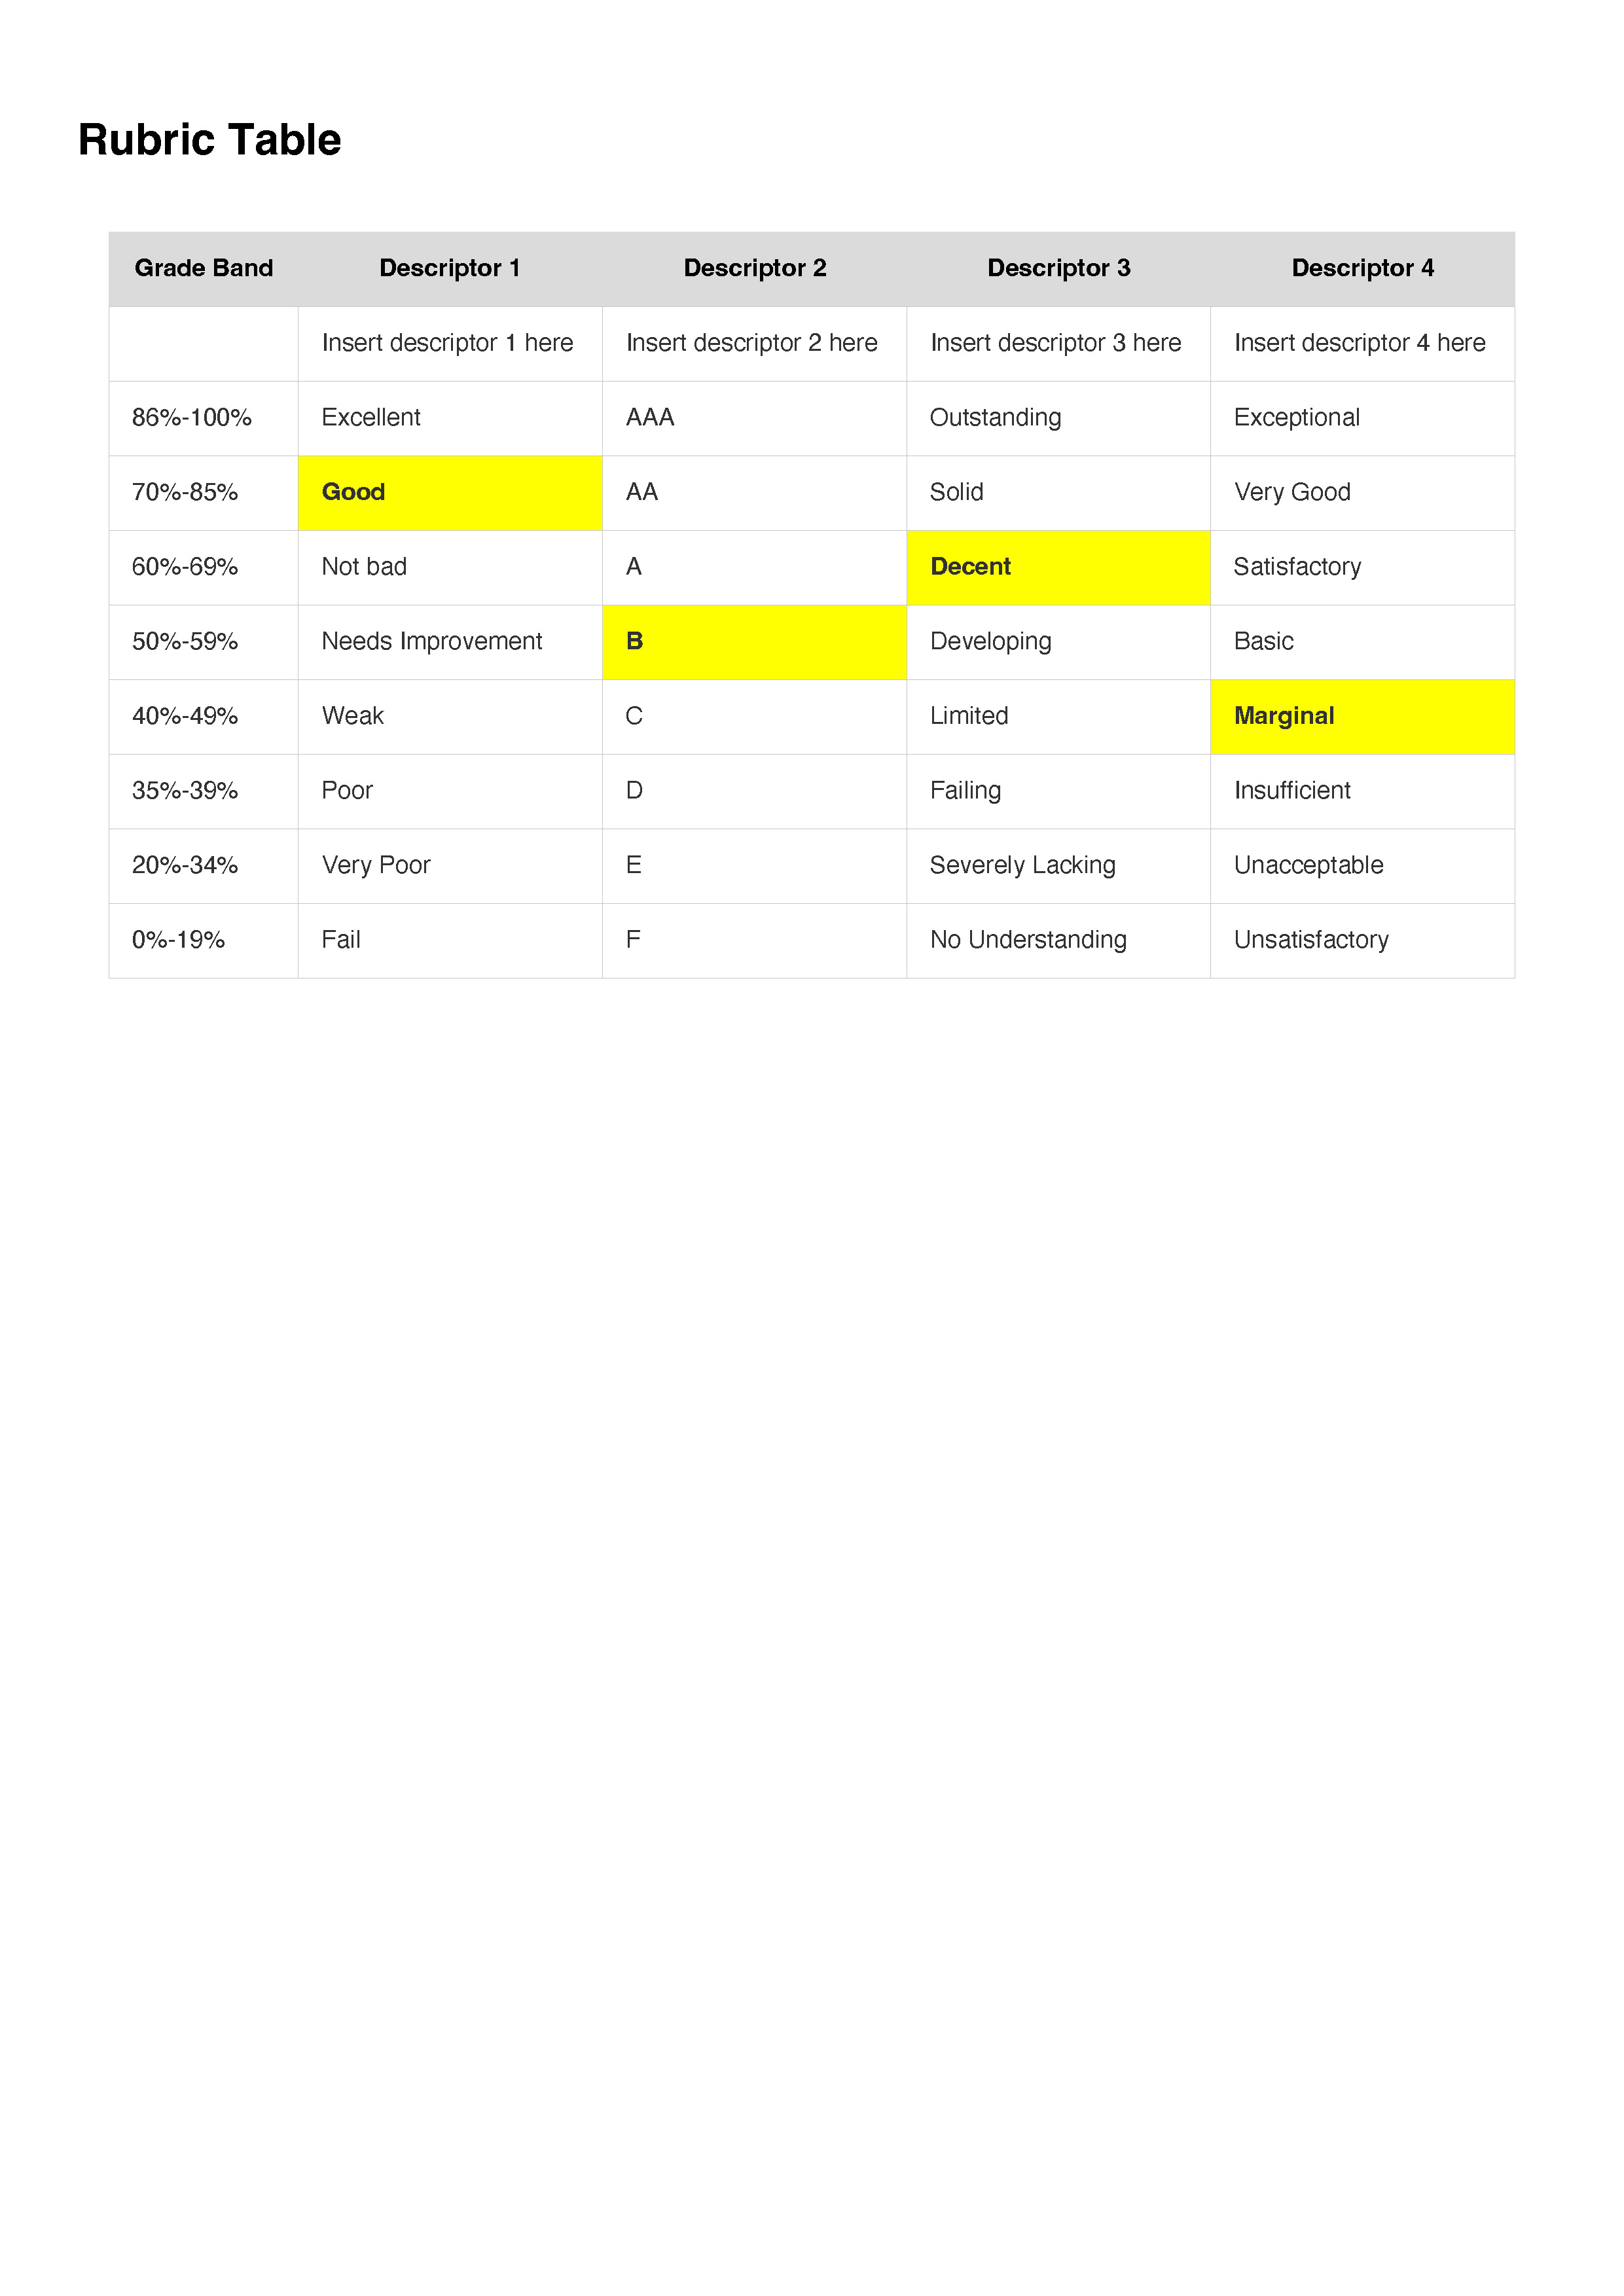 Rubric Table
Grade Band Descriptor 1 Descriptor 2 Descriptor 3 Descriptor 4
Insert descriptor 1 here Insert descriptor 2 here Insert descriptor 3 here Insert descriptor 4 here
86%-100% Excellent AAA Outstanding Exceptional
70%-85% Good AA Solid Very Good
60%-69% Not bad A Decent Satisfactory
50%-59% Needs Improvement B Developing Basic
40%-49% Weak C Limited Marginal
35%-39% Poor D Failing Insufficient
20%-34% Very Poor E Severely Lacking Unacceptable
0%-19% Fail F No Understanding Unsatisfactory